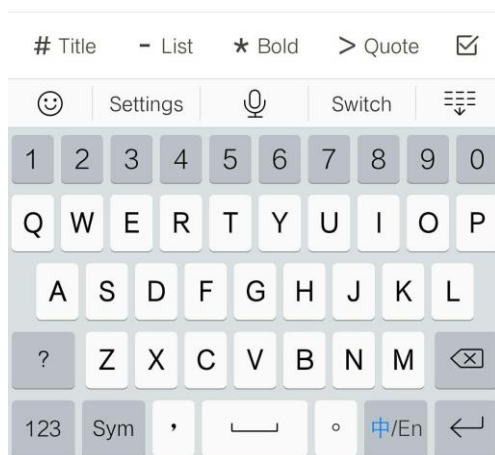 # Title - List * Bold > Quote
Settings Switch
1 2 3 4 5 6 7 8 9 0
Q W E R T Y U I O P
A S D F G H J K L
? Z X C V B N M
123 Sym , 。 中/En